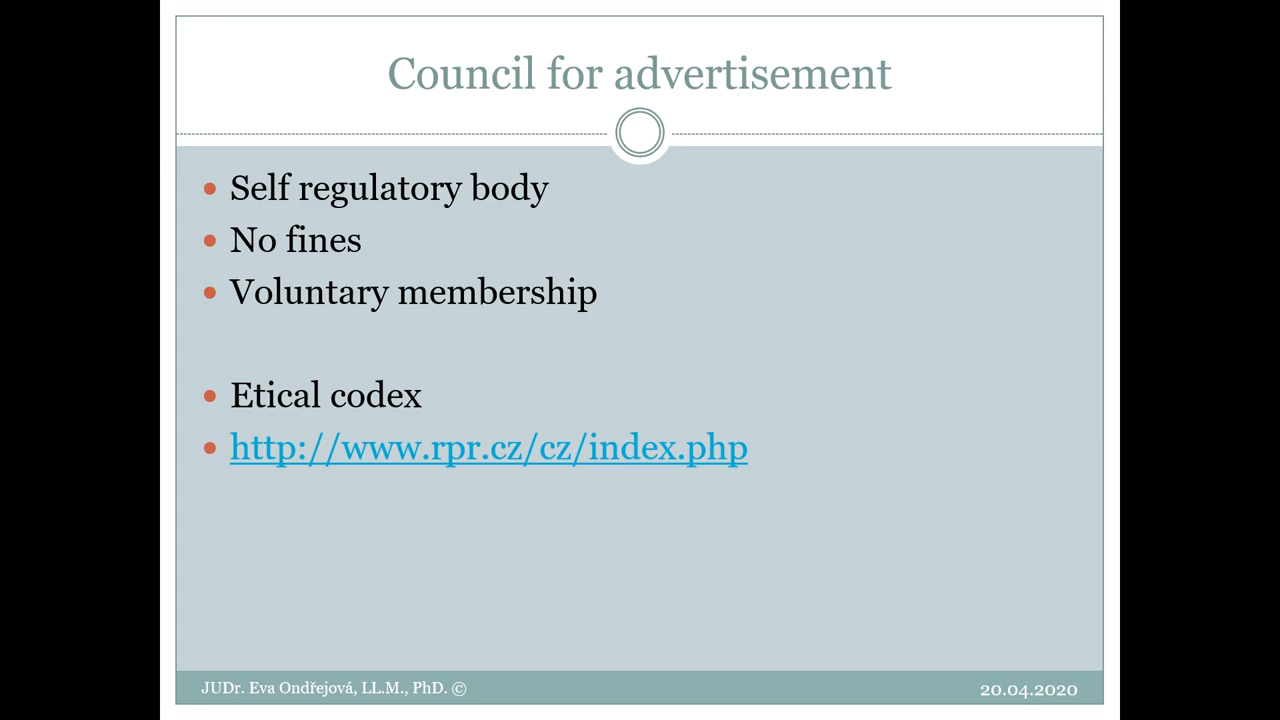 Council for advertisement
Self regulatory body
No fines
Voluntary membership
Etical codex
http://www.rpr.cz/cz/index.php
JUDr. Eva Ondřejová, LL.M., PhD. ©
20.04.2020